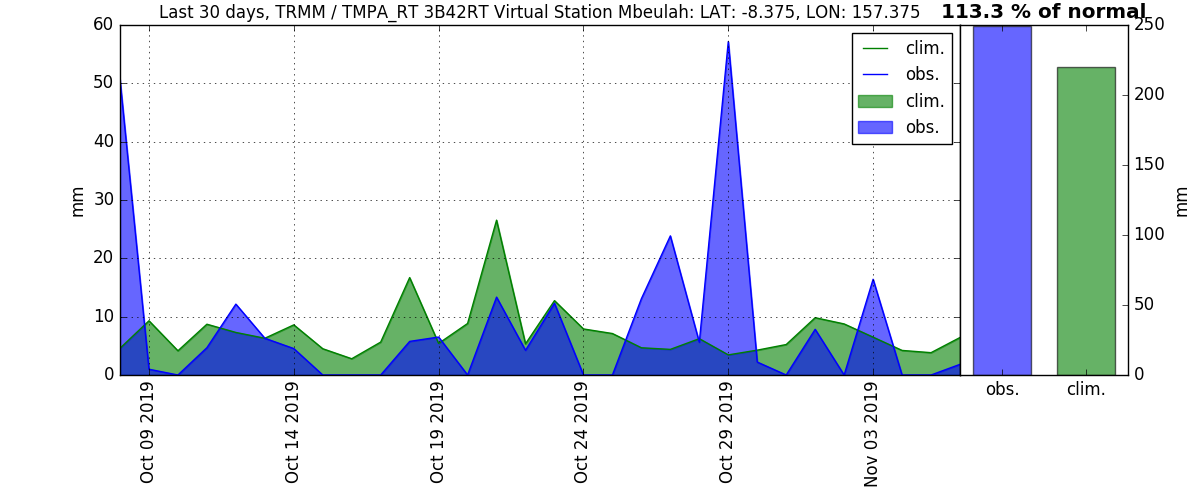 Last 30 days, TRMM / TMPA_RT 3B42RT Virtual Station Mbeulah: LAT: -8.375, LON: 157.375
113.3 % of normal
60
50
40
30
20
10
0
mm
clim.
obs.
clim.
obs.
Oct 09 2019
Oct 14 2019
Oct 19 2019
Oct 24 2019
Oct 29 2019
Nov 03 2019
250
200
150
100
50
0
mm
obs.
clim.